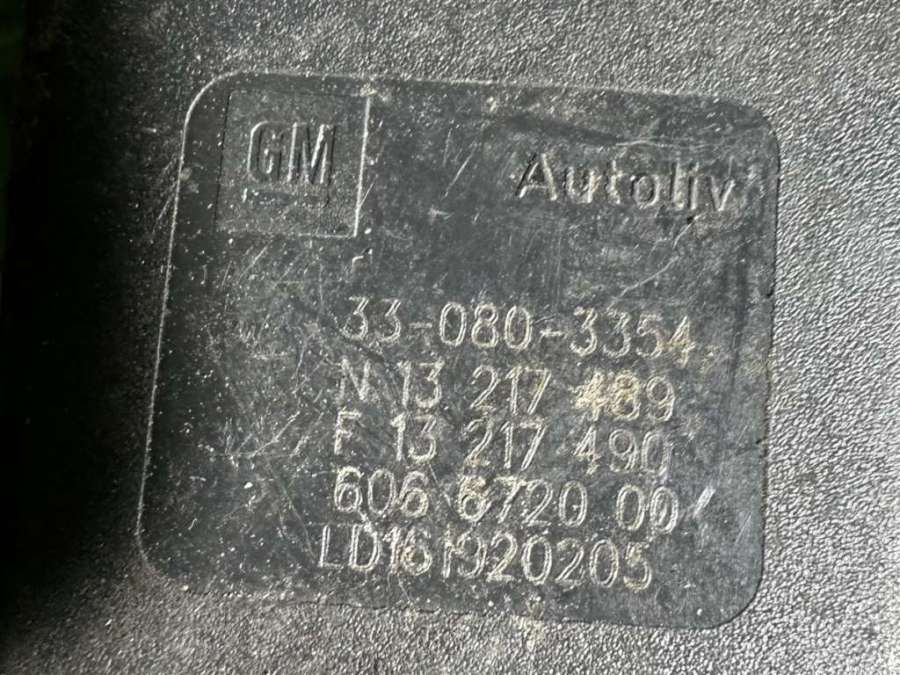 GM
Autoliv
33-080-3354
N 13 217 489
F 13 217 490
606 6720 00
LD161920205